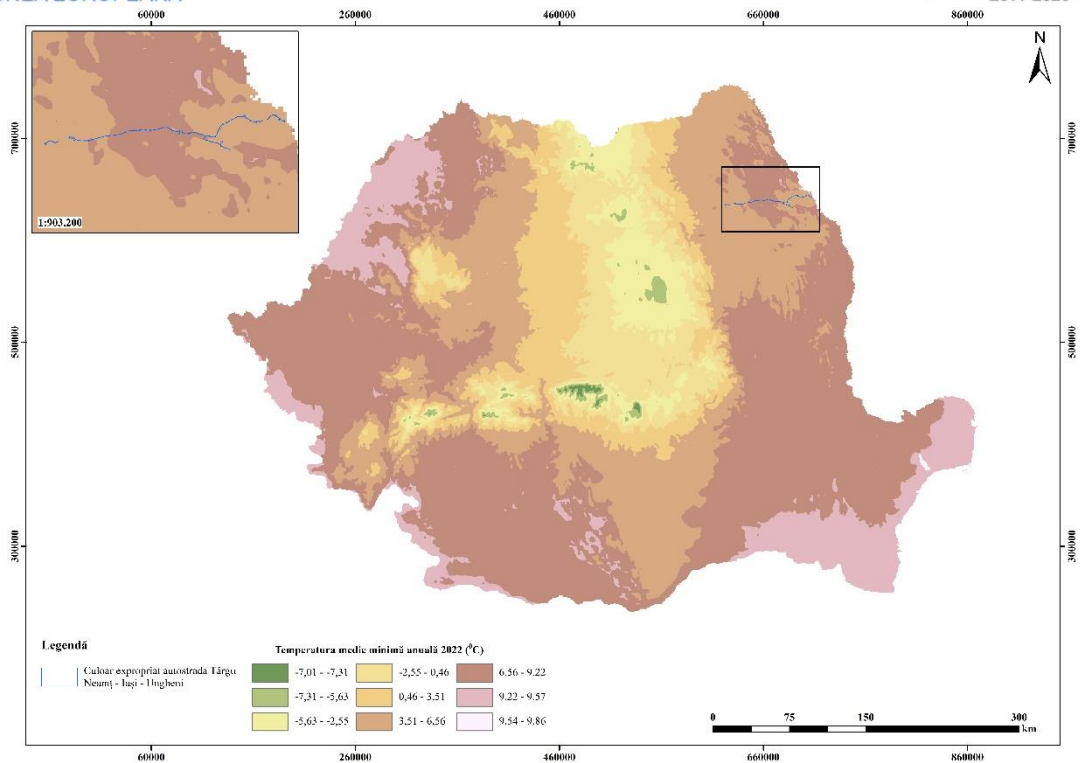 60000 260000 460000 660000 860000
N
700000 700000
1:903.200
500000 500000
300000 300000
Legendă
Culoar expropriat autostrada Târgu
Neamț - Iași - Ungheni
Temperatura medie minimă anuală 2022 (⁰C)
-7,01 - -7,31
-7,31 - -5,63
-5,63 - -2,55
-2,55 - 0,46
0,46 - 3,51
3,51 - 6,56
6,56 - 9,22
9,22 - 9,57
9,54 - 9,86
0 75 150 300
km
60000 260000 460000 660000 860000